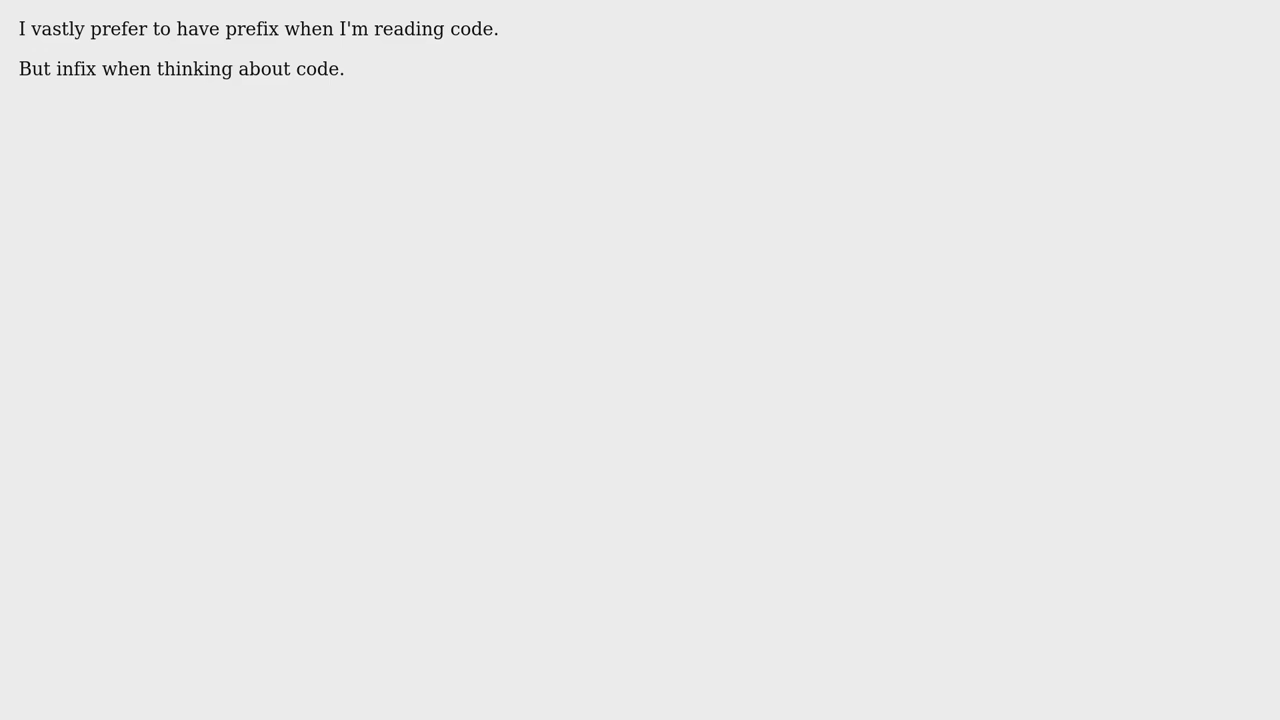 I vastly prefer to have prefix when I'm reading code.
But infix when thinking about code.